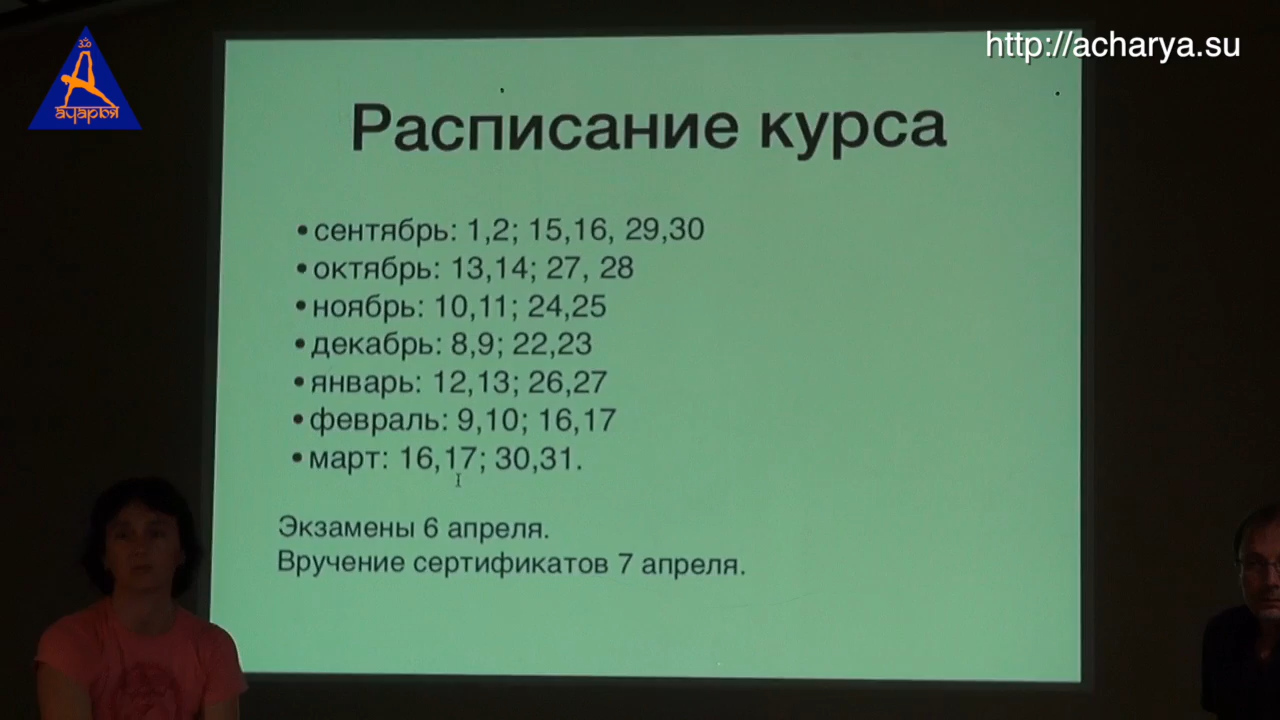 http://acharya.su
ॐ
ачарья
Расписание курса
• сентябрь: 1,2; 15,16, 29,30
• октябрь: 13,14; 27, 28
• ноябрь: 10,11; 24,25
• декабрь: 8,9; 22,23
• январь: 12,13; 26,27
• февраль: 9,10; 16,17
• март: 16,17; 30,31.
Экзамены 6 апреля.
Вручение сертификатов 7 апреля.